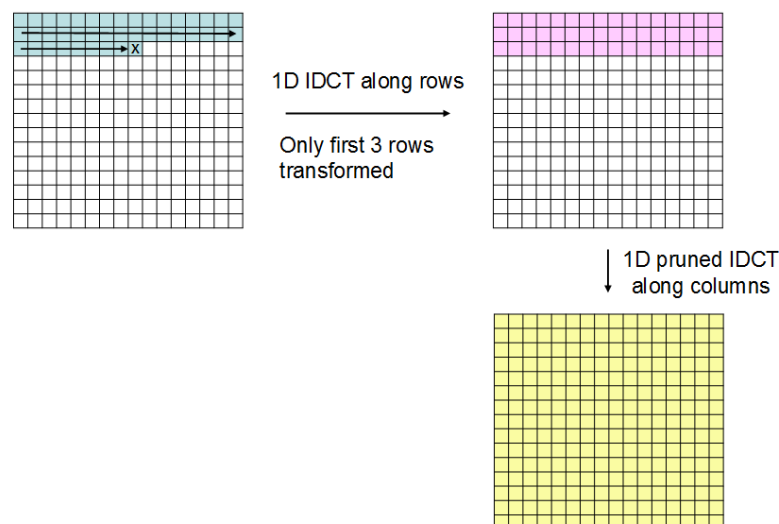 x
1D IDCT along rows
Only first 3 rows
transformed
1D pruned IDCT
along columns